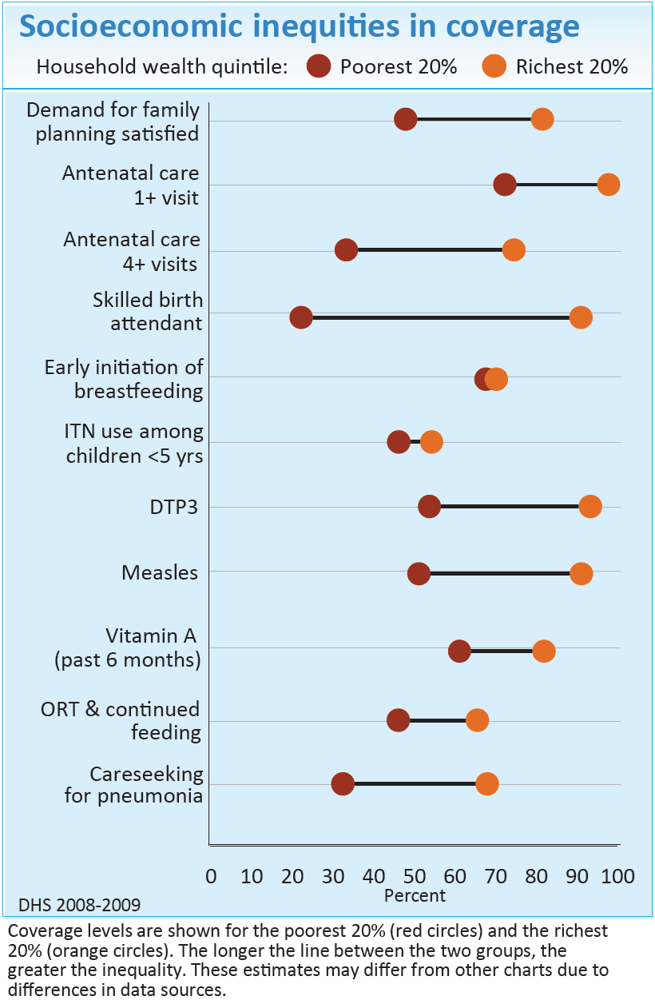 Socioeconomic inequities in coverage
Household wealth quintile: Poorest 20% Richest 20%
Demand for family
planning satisfied
Antenatal care
1+ visit
Antenatal care
4+ visits
Skilled birth
attendant
Early initiation of
breastfeeding
ITN use among
children <5 yrs
DTP3
Measles
Vitamin A
(past 6 months)
ORT & continued
feeding
Careseeking
for pneumonia
0 10 20 30 40 50 60 70 80 90 100
Percent
DHS 2008-2009
Coverage levels are shown for the poorest 20% (red circles) and the richest
20% (orange circles). The longer the line between the two groups, the
greater the inequality. These estimates may differ from other charts due to
differences in data sources.